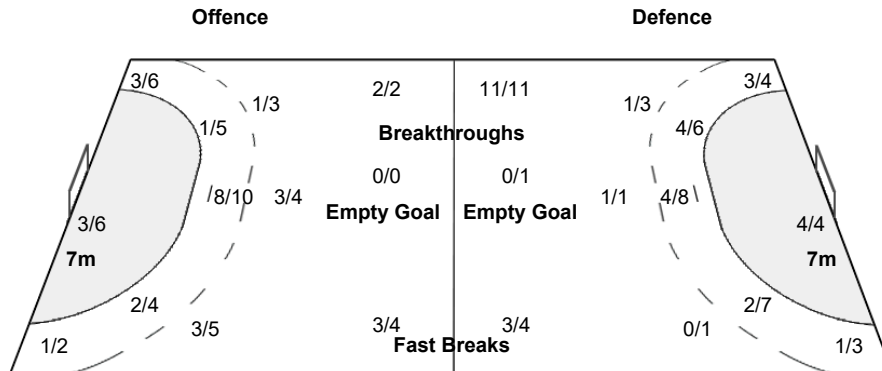 Offence Defence
3/6 2/2 11/11 3/4
1/3 1/3
1/5 Breakthroughs 4/6
0/0 0/1
8/10 3/4 1/1 4/8
Empty Goal Empty Goal
3/6 4/4
7m 7m
2/4 2/7
3/5 3/4 3/4 0/1
1/2 Fast Breaks 1/3